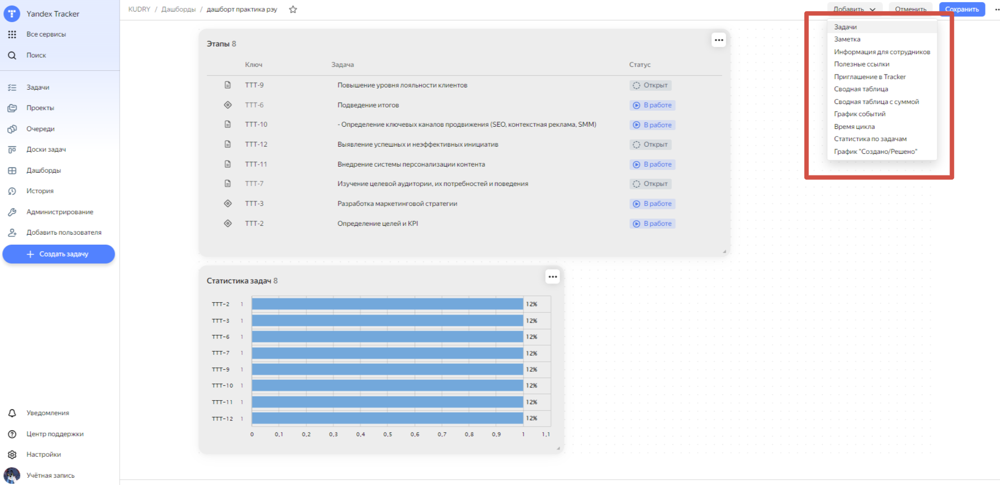 Yandex Tracker
Все сервисы
Поиск
Задачи
Проекты
Очереди
Доски задач
Дашборды
История
Администрирование
Добавить пользователя
Создать задачу
Уведомления
Центр поддержки
Настройки
Учётная запись
KUDRY / Дашборды / дашборт практика рэу
Добавить Отменить Сохранить
Задачи
Заметка
Информация для сотрудников
Полезные ссылки
Приглашение в Tracker
Сводная таблица
Сводная таблица с суммой
График событий
Время цикла
Статистика по задачам
График "Создано/Решено"
Этапы 8
Ключ Задача Статус
TTT-9 Повышение уровня лояльности клиентов Открыт
TTT-6 Подведение итогов В работе
TTT-10 - Определение ключевых каналов продвижения (SEO, контекстная реклама, SMM) В работе
TTT-12 Выявление успешных и неэффективных инициатив Открыт
TTT-11 Внедрение системы персонализации контента В работе
TTT-7 Изучение целевой аудитории, их потребностей и поведения Открыт
TTT-3 Разработка маркетинговой стратегии В работе
TTT-2 Определение целей и KPI В работе
Статистика задач 8
TTT-2 1 12%
TTT-3 1 12%
TTT-6 1 12%
TTT-7 1 12%
TTT-9 1 12%
TTT-10 1 12%
TTT-11 1 12%
TTT-12 1 12%
0 0,1 0,2 0,3 0,4 0,5 0,6 0,7 0,8 0,9 1 1,1